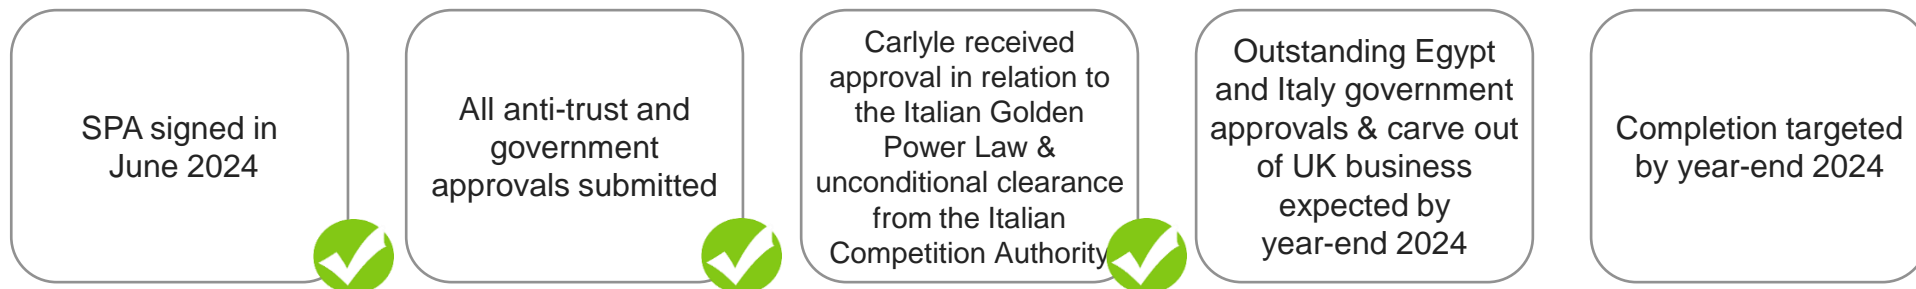 SPA signed in
June 2024
All anti-trust and
government
approvals submitted
Carlyle received
approval in relation to
the Italian Golden
Power Law &
unconditional clearance
from the Italian
Competition Authority
Outstanding Egypt
and Italy government
approvals & carve out
of UK business
expected by
year-end 2024
Completion targeted
by year-end 2024